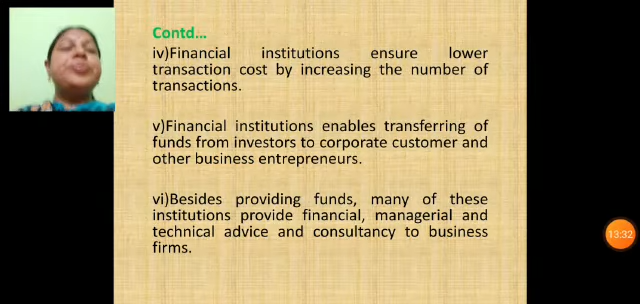 Contd...
iv)Financial institutions ensure lower
transaction cost by increasing the number of
transactions.
v)Financial institutions enables transferring of
funds from investors to corporate customer and
other business entrepreneurs.
vi)Besides providing funds, many of these
institutions provide financial, managerial and
technical advice and consultancy to business
firms.
13:32